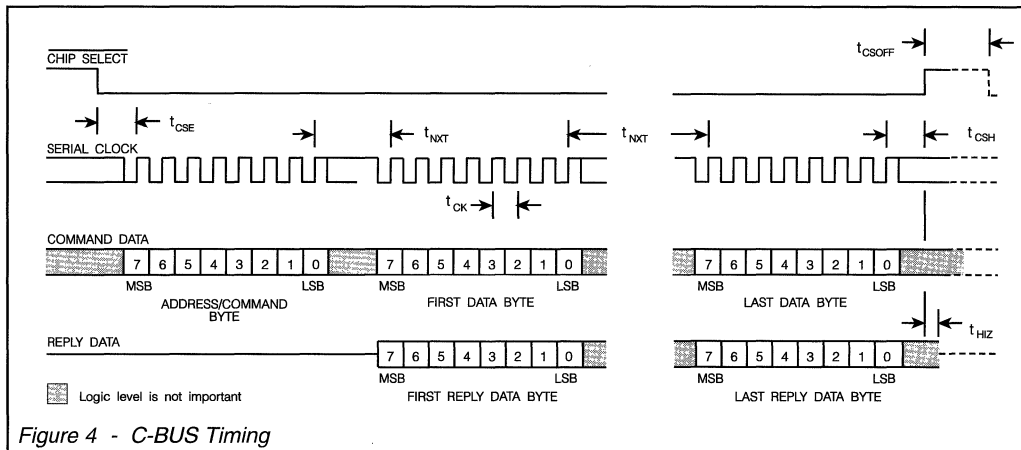 CHIP SELECT
tCSOFF
tCSE
tNXT
tNXT
tCSH
SERIAL CLOCK
tCK
COMMAND DATA
7 6 5 4 3 2 1 0
7 6 5 4 3 2 1 0
7 6 5 4 3 2 1 0
MSB LSB
MSB LSB
MSB LSB
ADDRESS/COMMAND
BYTE
FIRST DATA BYTE
LAST DATA BYTE
tHIZ
REPLY DATA
7 6 5 4 3 2 1 0
7 6 5 4 3 2 1 0
MSB LSB
MSB LSB
Logic level is not important
FIRST REPLY DATA BYTE
LAST REPLY DATA BYTE
Figure 4 - C-BUS Timing